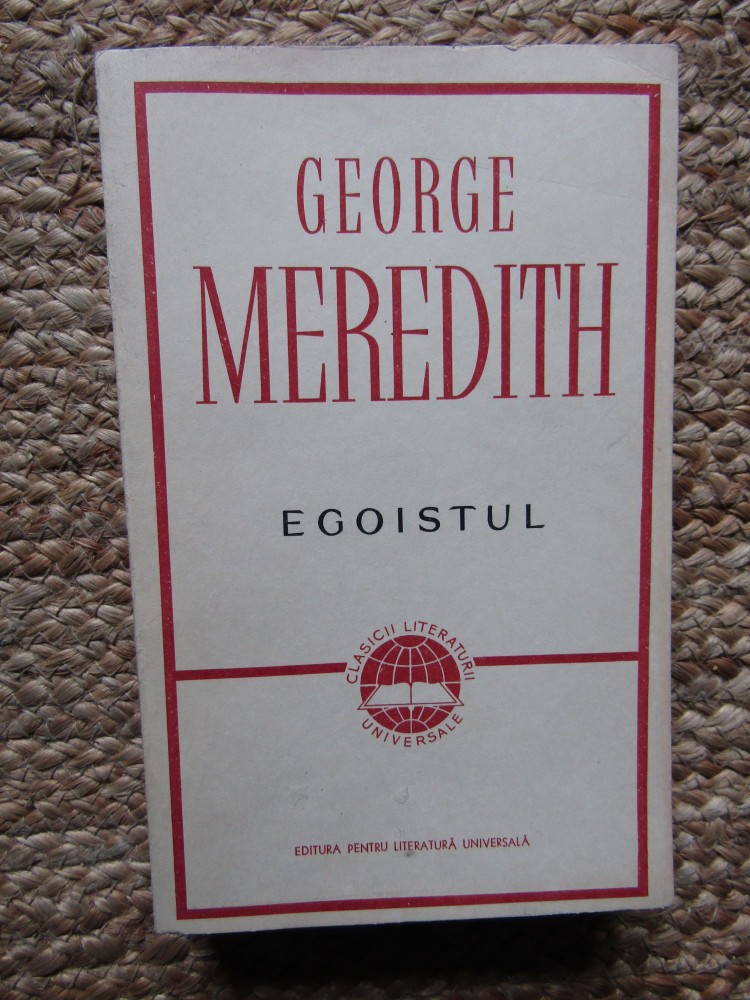 GEORGE
MEREDITH
EGOISTUL
CLASICII LITERATURII
UNIVERSALE
EDITURA PENTRU LITERATURĂ UNIVERSALĂ